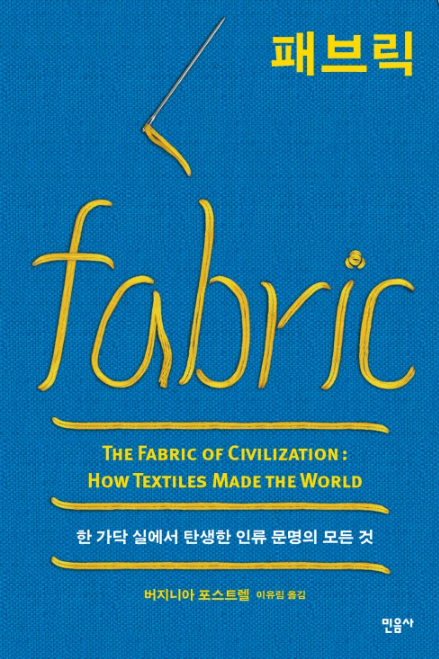 패브릭
fabric
THE FABRIC OF CIVILIZATION :
HOW TEXTILES MADE THE WORLD
한 가닥 실에서 탄생한 인류 문명의 모든 것
버지니아 포스트렐 이유림 옮김
민음사